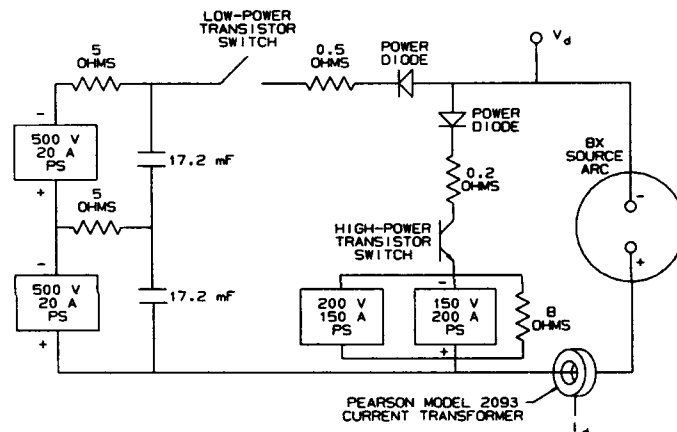 LOW-POWER
TRANSISTOR
SWITCH
V_d
5
OHMS
0.5
OHMS
POWER
DIODE
POWER
DIODE
-
500 V
20 A
PS
+
17.2 mF
8X
SOURCE
ARC
-
+
5
OHMS
0.2
OHMS
HIGH-POWER
TRANSISTOR
SWITCH
-
500 V
20 A
PS
+
17.2 mF
200 V
150 A
PS
-
150 V
200 A
PS
+
8
OHMS
PEARSON MODEL 2093
CURRENT TRANSFORMER